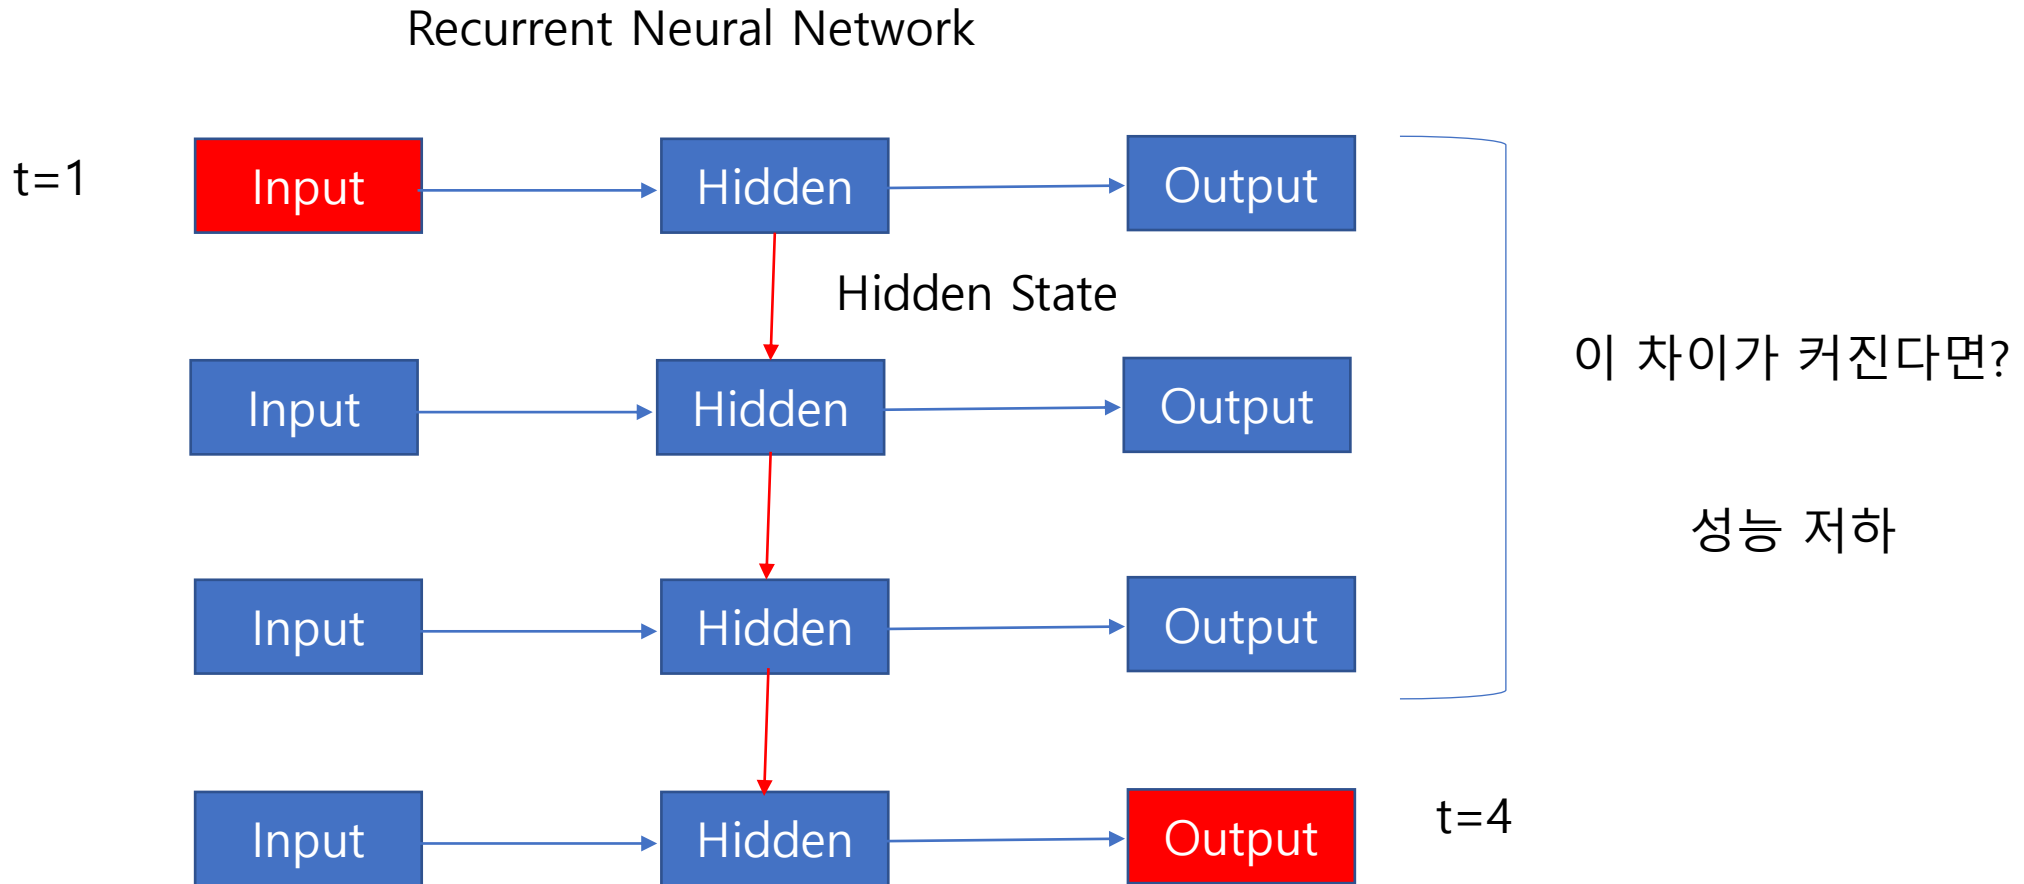 Recurrent Neural Network
t=1
Input
Hidden
Output
Hidden State
이 차이가 커진다면?
Input
Hidden
Output
성능 저하
Input
Hidden
Output
Input
Hidden
Output
t=4